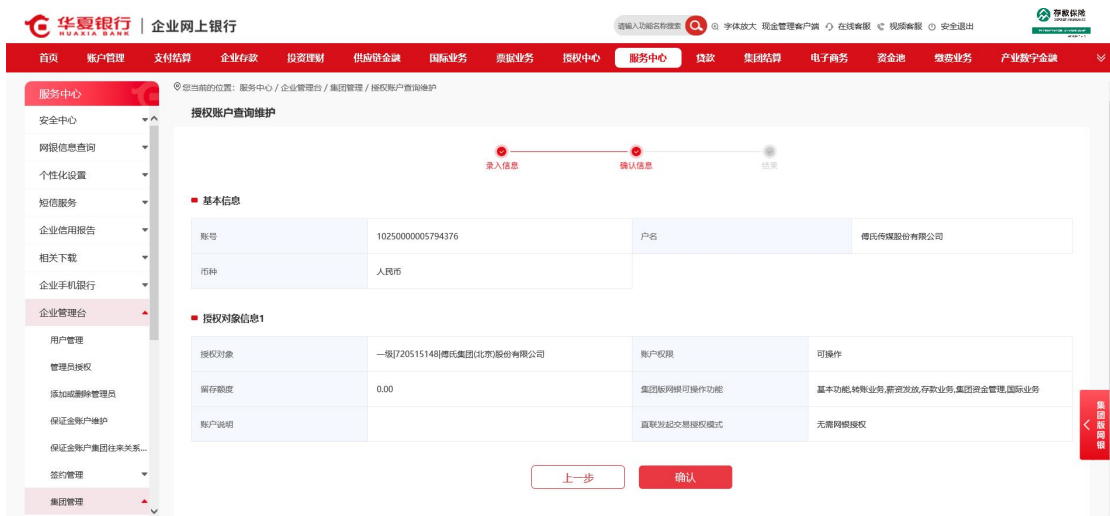 华夏银行 HUAXIA BANK | 企业网上银行
请输入功能名称搜索 字体放大 现金管理客户端 在线客服 视频客服 安全退出
存款保险
首页 账户管理 支付结算 企业存款 投资理财 供应链金融 国际业务 票据业务 授权中心 服务中心 贷款 集团结算 电子商务 资金池 缴费业务 产业数字金融
服务中心
安全中心
网银信息查询
个性化设置
短信服务
企业信用报告
相关下载
企业手机银行
企业管理台
用户管理
管理员授权
添加或删除管理员
保证金账户维护
保证金账户集团往来关系...
签约管理
集团管理
您当前的位置：服务中心 / 企业管理台 / 集团管理 / 授权账户查询维护
授权账户查询维护
录入信息 确认信息 结束
基本信息
账号 10250000005794376 户名 傅氏传媒股份有限公司
币种 人民币
授权对象信息1
授权对象 一级[720515148]傅氏集团(北京)股份有限公司 账户权限 可操作
留存额度 0.00 集团版网银可操作功能 基本功能,转账业务,薪资发放,存款业务,集团资金管理,国际业务
账户说明 直联发起交易授权模式 无需网银授权
上一步 确认
集团版网银